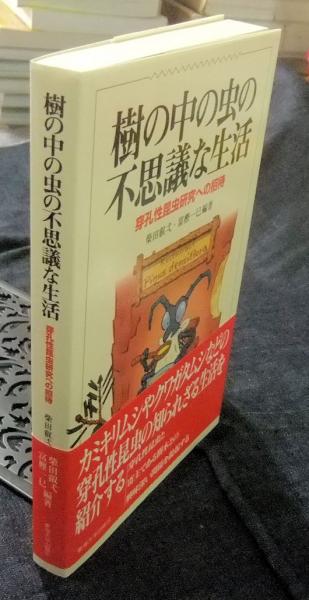 樹の中の虫の
不思議な生活
穿孔性昆虫研究への招待
柴田叡弌・富樫一巳 編著
Pinus densiflora
カミキリムシやクワガタムシなどの
穿孔性昆虫の知られざる生活を
紹介する
樹の中の虫の不思議な生活
穿孔性昆虫研究への招待
柴田叡弌
富樫一巳 編著